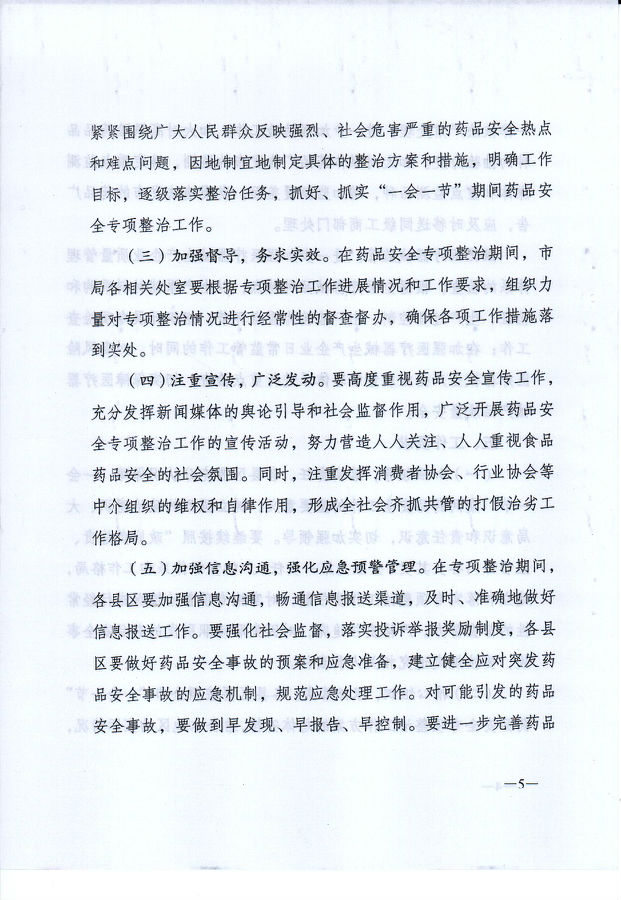 紧紧围绕广大人民群众反映强烈、社会危害严重的药品安全热点
和难点问题，因地制宜地制定具体的整治方案和措施，明确工作
目标，逐级落实整治任务，抓好、抓实“一会一节”期间药品安
全专项整治工作。
（三）加强督导，务求实效。在药品安全专项整治期间，市
局各相关处室要根据专项整治工作进展情况和工作要求，组织力
量对专项整治情况进行经常性的督查督办，确保各项工作措施落
到实处。
（四）注重宣传，广泛发动。要高度重视药品安全宣传工作，
充分发挥新闻媒体的舆论引导和社会监督作用，广泛开展药品安
全专项整治工作的宣传活动，努力营造人人关注、人人重视食品
药品安全的社会氛围。同时，注重发挥消费者协会、行业协会等
中介组织的维权和自律作用，形成全社会齐抓共管的打假治劣工
作格局。
（五）加强信息沟通，强化应急预警管理。在专项整治期间，
各县区要加强信息沟通，畅通信息报送渠道，及时、准确地做好
信息报送工作。要强化社会监督，落实投诉举报奖励制度，各县
区要做好药品安全事故的预案和应急准备，建立健全应对突发药
品安全事故的应急机制，规范应急处理工作。对可能引发的药品
安全事故，要做到早发现、早报告、早控制。要进一步完善药品
—5—